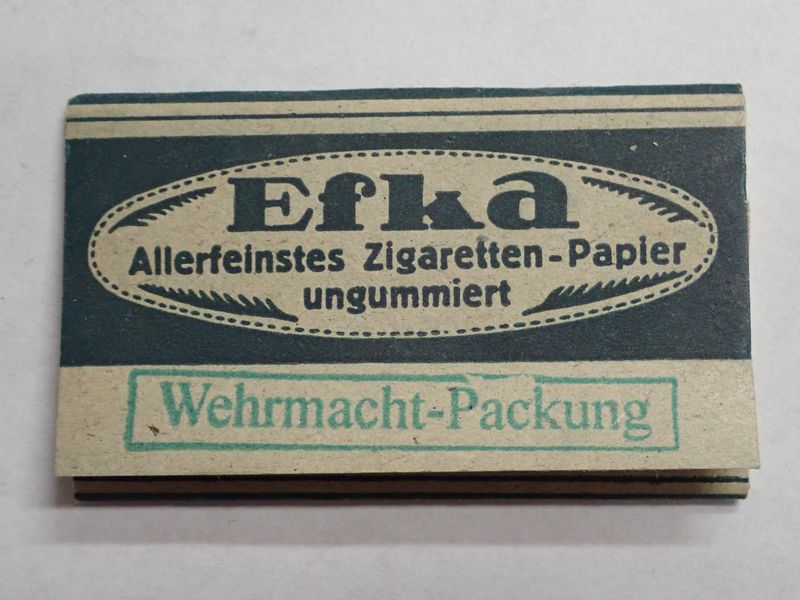 Efka
Allerfeinstes Zigaretten-Papier
ungummiert
Wehrmacht-Packung